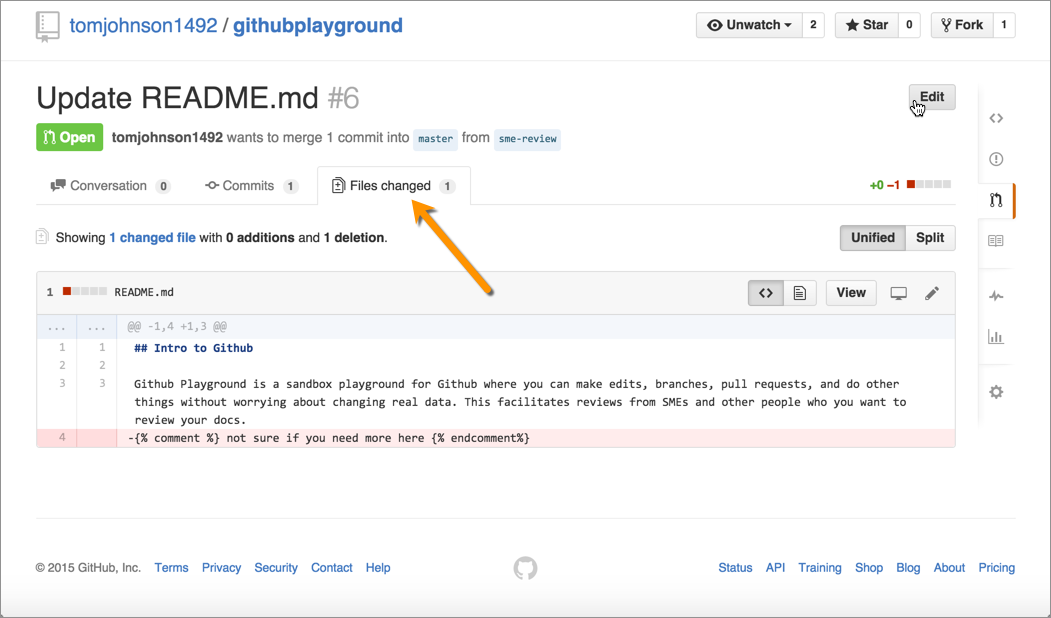 tomjohnson1492 / githubplayground
Unwatch 2 Star 0 Fork 1
Update README.md #6
Edit
Open tomjohnson1492 wants to merge 1 commit into master from sme-review
Conversation 0 Commits 1 Files changed 1
+0 −1
Showing 1 changed file with 0 additions and 1 deletion.
Unified Split
1 README.md
View
... ... @@ -1,4 +1,3 @@
1 1 ## Intro to Github
2 2
3 3 Github Playground is a sandbox playground for Github where you can make edits, branches, pull requests, and do other
things without worrying about changing real data. This facilitates reviews from SMEs and other people who you want to
review your docs.
4 -{% comment %} not sure if you need more here {% endcomment%}
© 2015 GitHub, Inc. Terms Privacy Security Contact Help
Status API Training Shop Blog About Pricing